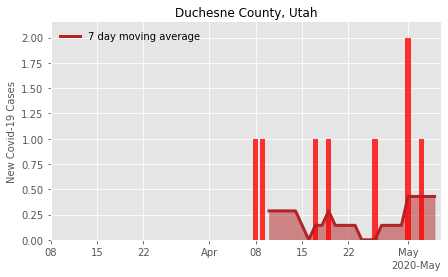 Duchesne County, Utah
7 day moving average
New Covid-19 Cases
2.00
1.75
1.50
1.25
1.00
0.75
0.50
0.25
0.00
08 15 22 Apr 08 15 22 May
2020-May